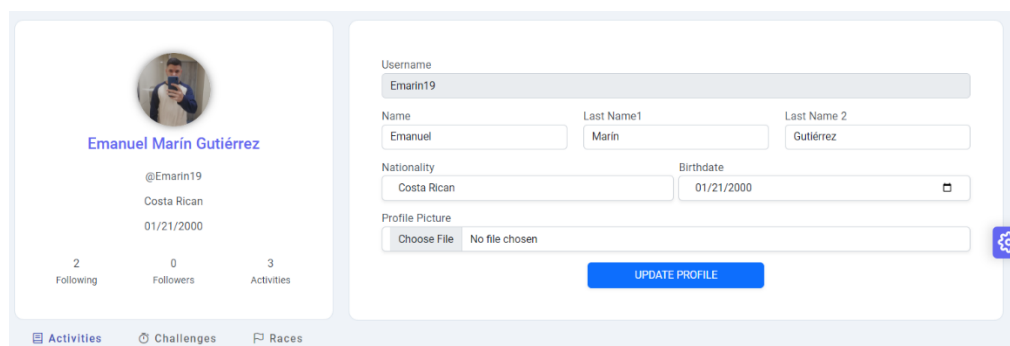 Emanuel Marín Gutiérrez
@Emarin19
Costa Rican
01/21/2000
2 0 3
Following Followers Activities
Username
Emarin19
Name Last Name1 Last Name 2
Emanuel Marín Gutiérrez
Nationality Birthdate
Costa Rican 01/21/2000
Profile Picture
Choose File No file chosen
UPDATE PROFILE
Activities Challenges Races